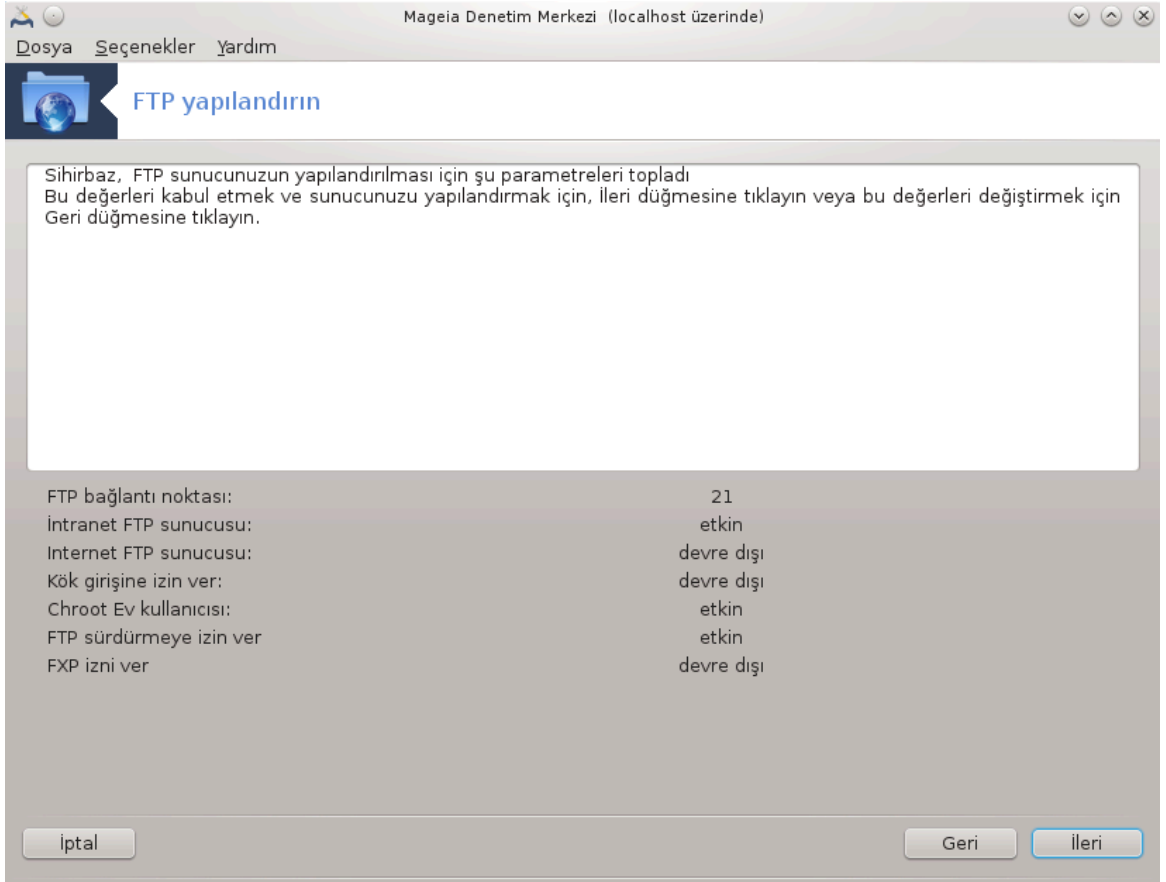 Mageia Denetim Merkezi (localhost üzerinde)
Dosya Seçenekler Yardım
FTP yapılandırın
Sihirbaz, FTP sunucunuzun yapılandırılması için şu parametreleri topladı
Bu değerleri kabul etmek ve sunucunuzu yapılandırmak için, İleri düğmesine tıklayın veya bu değerleri değiştirmek için
Geri düğmesine tıklayın.
FTP bağlantı noktası: 21
İntranet FTP sunucusu: etkin
Internet FTP sunucusu: devre dışı
Kök girişine izin ver: devre dışı
Chroot Ev kullanıcısı: etkin
FTP sürdürmeye izin ver etkin
FXP izni ver devre dışı
İptal Geri İleri